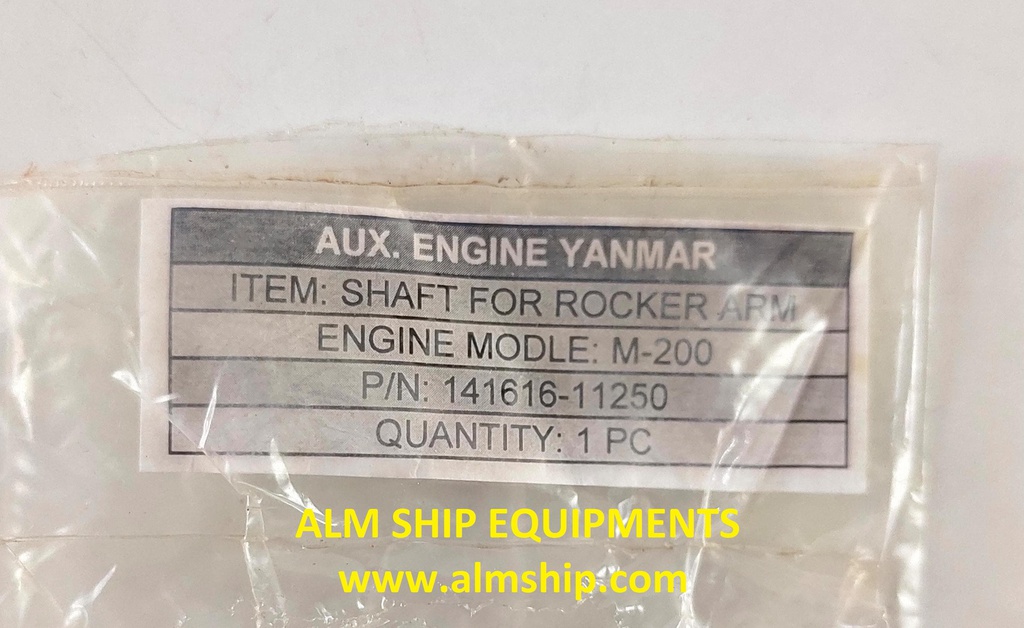 AUX. ENGINE YANMAR
ITEM: SHAFT FOR ROCKER ARM
ENGINE MODLE: M-200
P/N: 141616-11250
QUANTITY: 1 PC
ALM SHIP EQUIPMENTS
www.almship.com